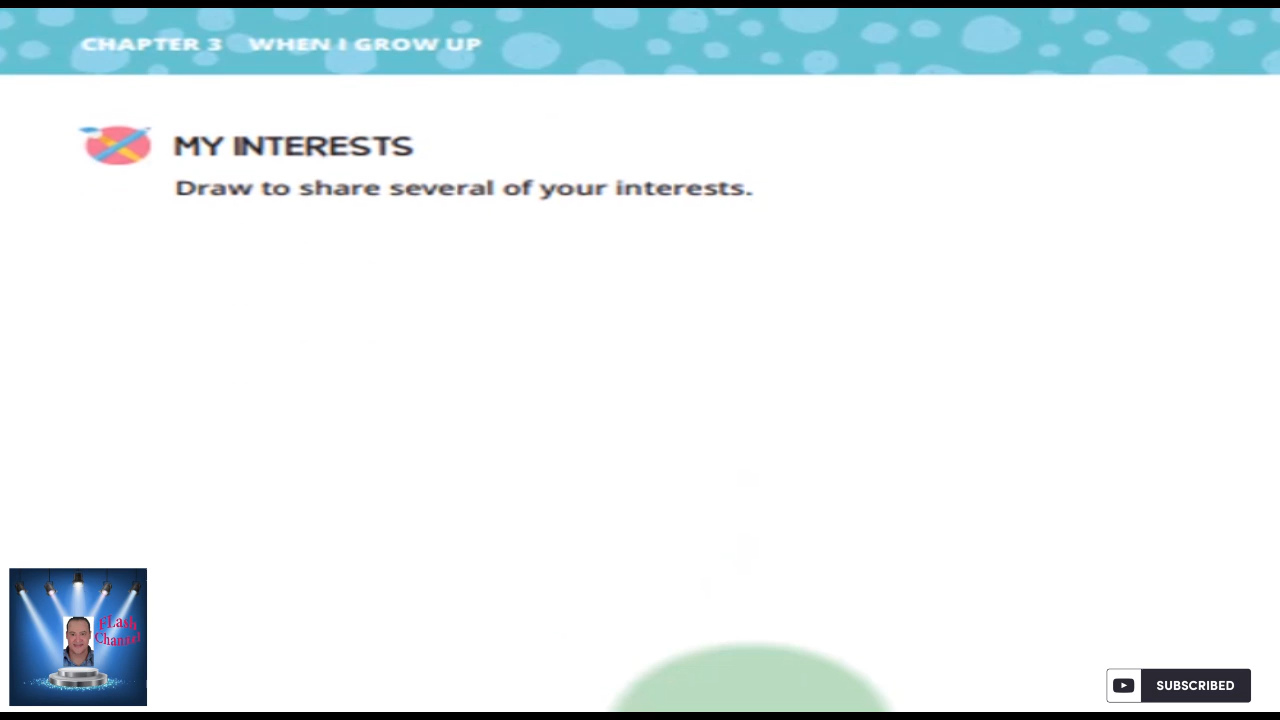 CHAPTER 3 WHEN I GROW UP
MY INTERESTS
Draw to share several of your interests.
FLash
Channel
SUBSCRIBED